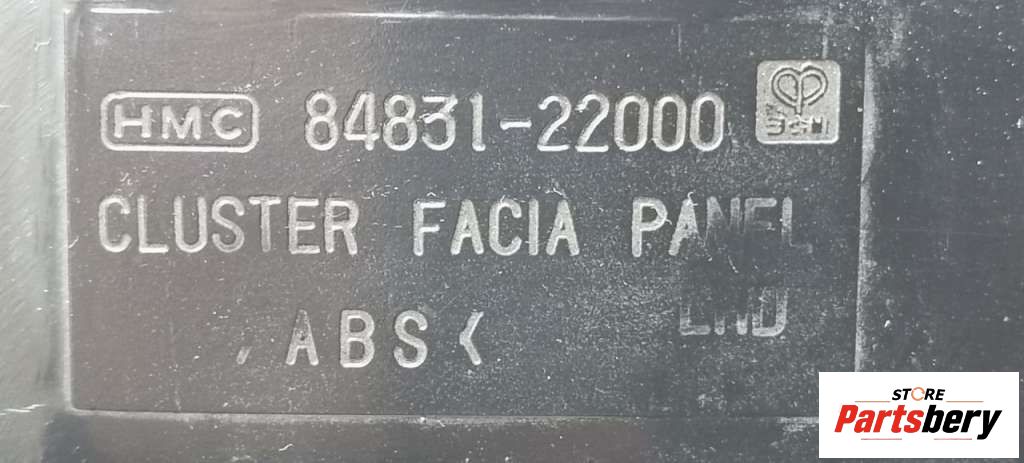 HMC 84831-22000
CLUSTER FACIA PANEL
ABS< LHD
STORE
Partsbery